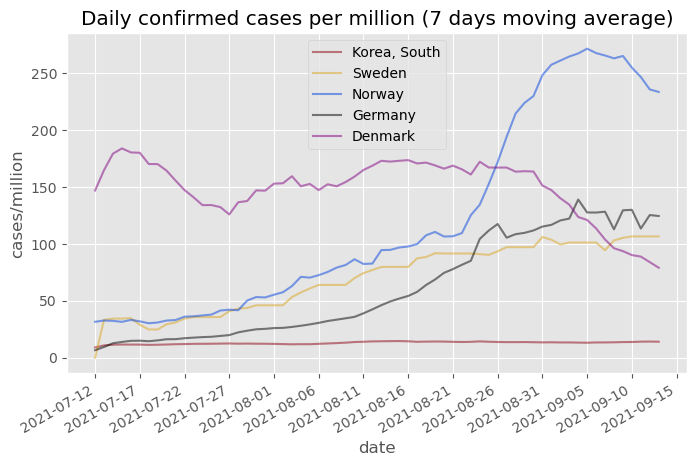 Daily confirmed cases per million (7 days moving average)
Korea, South
Sweden
Norway
Germany
Denmark
cases/million
250
200
150
100
50
0
2021-07-12
2021-07-17
2021-07-22
2021-07-27
2021-08-01
2021-08-06
2021-08-11
2021-08-16
2021-08-21
2021-08-26
2021-08-31
2021-09-05
2021-09-10
2021-09-15
date